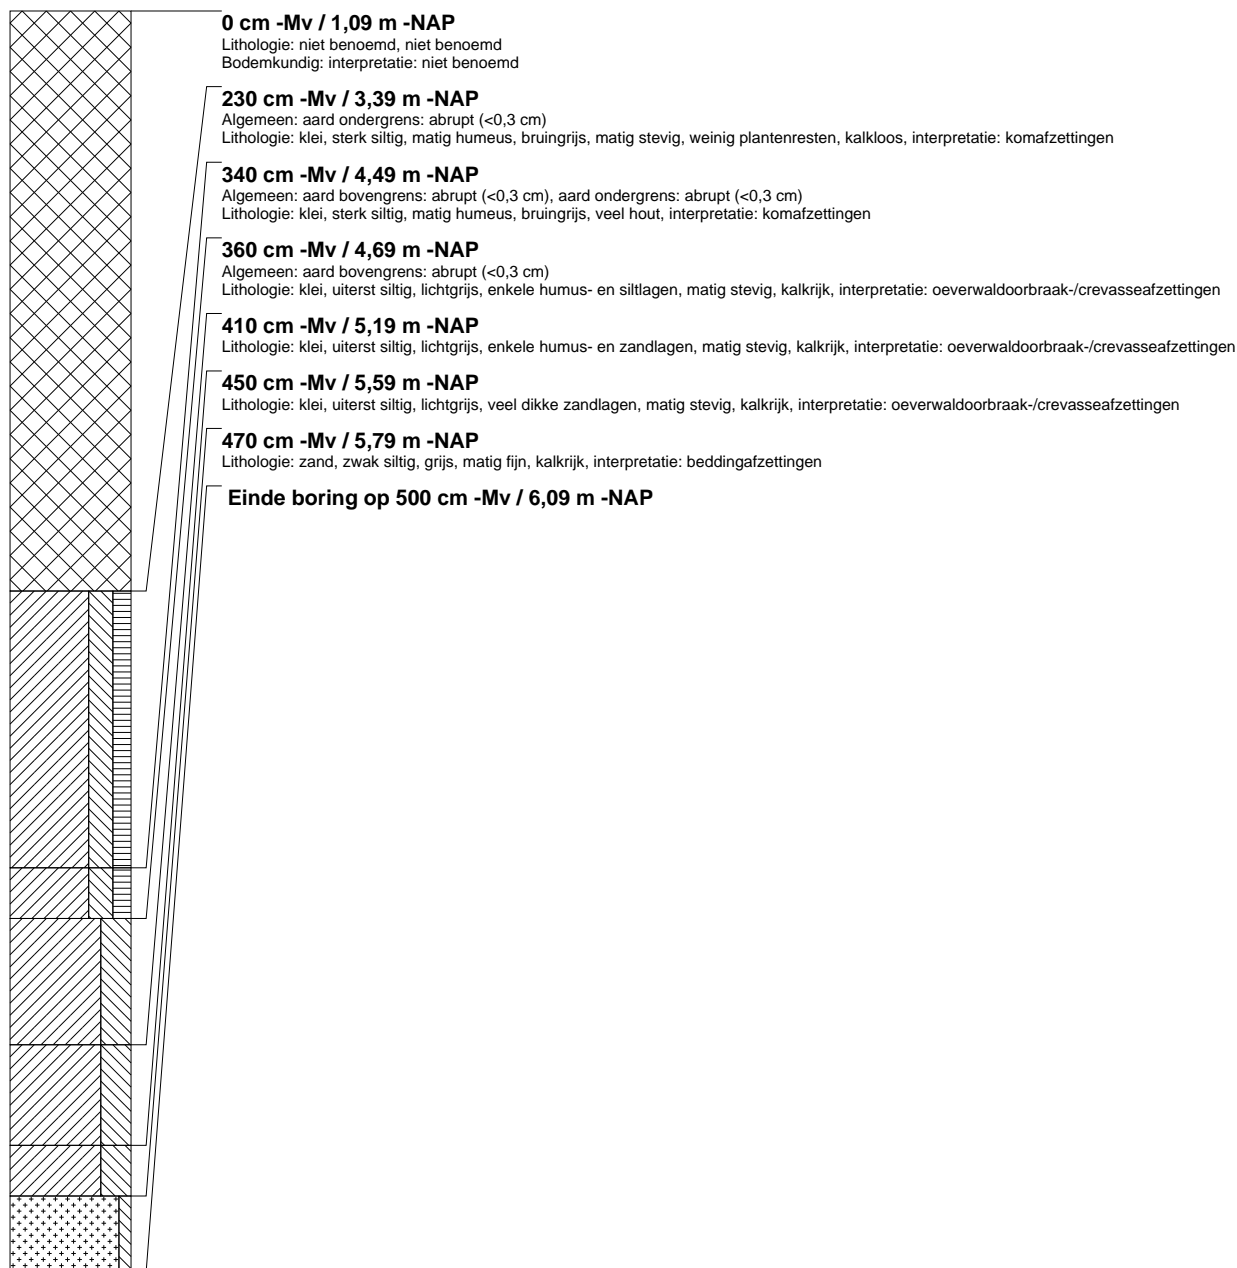 0 cm -Mv / 1,09 m -NAP
Lithologie: niet benoemd, niet benoemd
Bodemkundig: interpretatie: niet benoemd
230 cm -Mv / 3,39 m -NAP
Algemeen: aard ondergrens: abrupt (<0,3 cm)
Lithologie: klei, sterk siltig, matig humeus, bruingrijs, matig stevig, weinig plantenresten, kalkloos, interpretatie: komafzettingen
340 cm -Mv / 4,49 m -NAP
Algemeen: aard bovengrens: abrupt (<0,3 cm), aard ondergrens: abrupt (<0,3 cm)
Lithologie: klei, sterk siltig, matig humeus, bruingrijs, veel hout, interpretatie: komafzettingen
360 cm -Mv / 4,69 m -NAP
Algemeen: aard bovengrens: abrupt (<0,3 cm)
Lithologie: klei, uiterst siltig, lichtgrijs, enkele humus- en siltlagen, matig stevig, kalkrijk, interpretatie: oeverwaldoorbraak-/crevasseafzettingen
410 cm -Mv / 5,19 m -NAP
Lithologie: klei, uiterst siltig, lichtgrijs, enkele humus- en zandlagen, matig stevig, kalkrijk, interpretatie: oeverwaldoorbraak-/crevasseafzettingen
450 cm -Mv / 5,59 m -NAP
Lithologie: klei, uiterst siltig, lichtgrijs, veel dikke zandlagen, matig stevig, kalkrijk, interpretatie: oeverwaldoorbraak-/crevasseafzettingen
470 cm -Mv / 5,79 m -NAP
Lithologie: zand, zwak siltig, grijs, matig fijn, kalkrijk, interpretatie: beddingafzettingen
Einde boring op 500 cm -Mv / 6,09 m -NAP